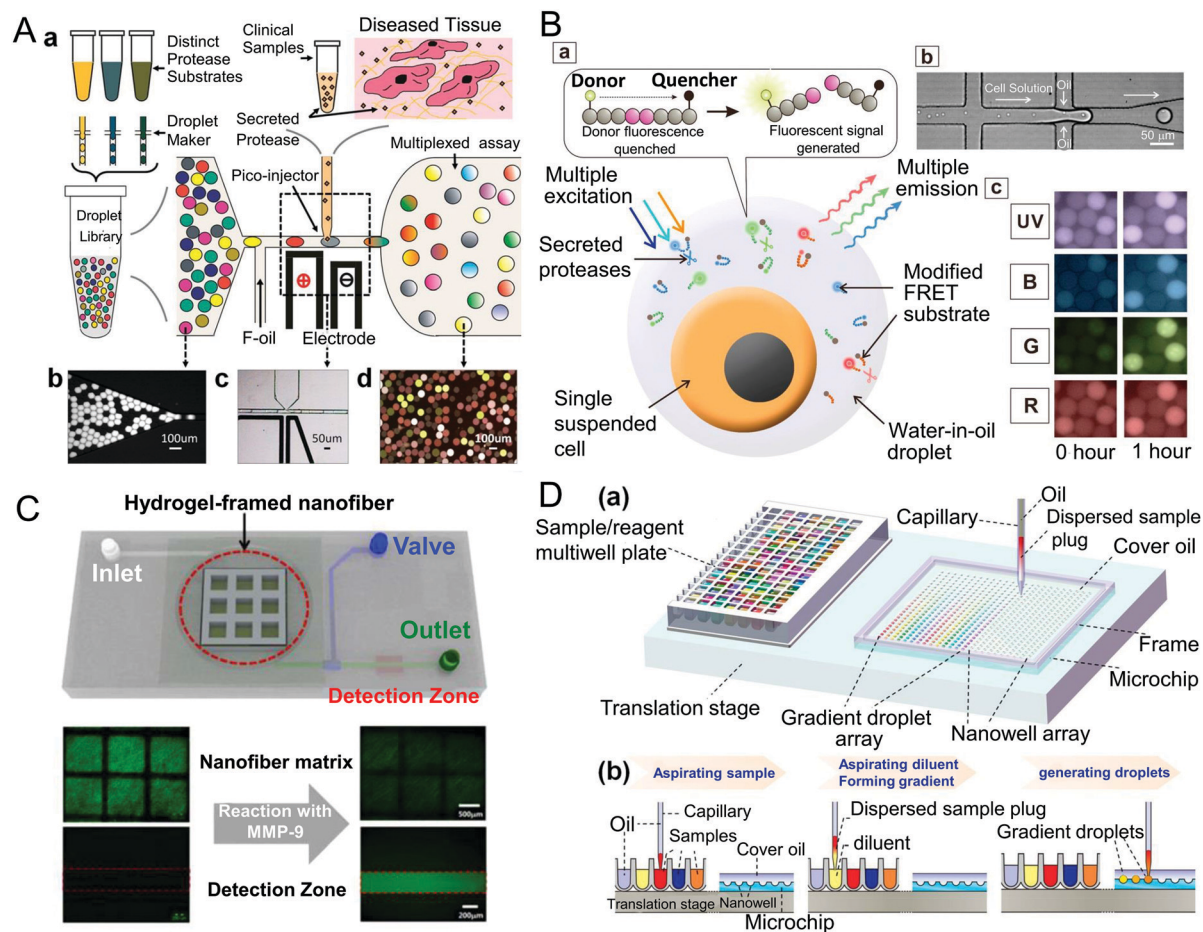 A
a
Distinct
Protease
Substrates
Droplet
Maker
Droplet
Library
Clinical
Samples
Diseased Tissue
Secreted
Protease
Pico-injector
Multiplexed assay
F-oil
Electrode
b
100um
c
50um
d
100um
B
a
Donor
Quencher
Donor fluorescence
quenched
Fluorescent signal
generated
b
Cell Solution
Oil
Oil
50 μm
Multiple
excitation
Multiple
emission
Secreted
proteases
Modified
FRET
substrate
Single
suspended
cell
Water-in-oil
droplet
c
UV
B
G
R
0 hour
1 hour
C
Hydrogel-framed nanofiber
Inlet
Valve
Outlet
Detection Zone
Nanofiber matrix
Reaction with
MMP-9
Detection Zone
500μm
200μm
D
(a)
Sample/reagent
multiwell plate
Capillary
Oil
Dispersed sample
plug
Cover oil
Frame
Microchip
Translation stage
Gradient droplet
array
Nanowell array
(b)
Aspirating sample
Aspirating diluent
Forming gradient
generating droplets
Oil
Capillary
Samples
Cover oil
Translation stage
Nanowell
Microchip
Dispersed sample plug
diluent
Gradient droplets